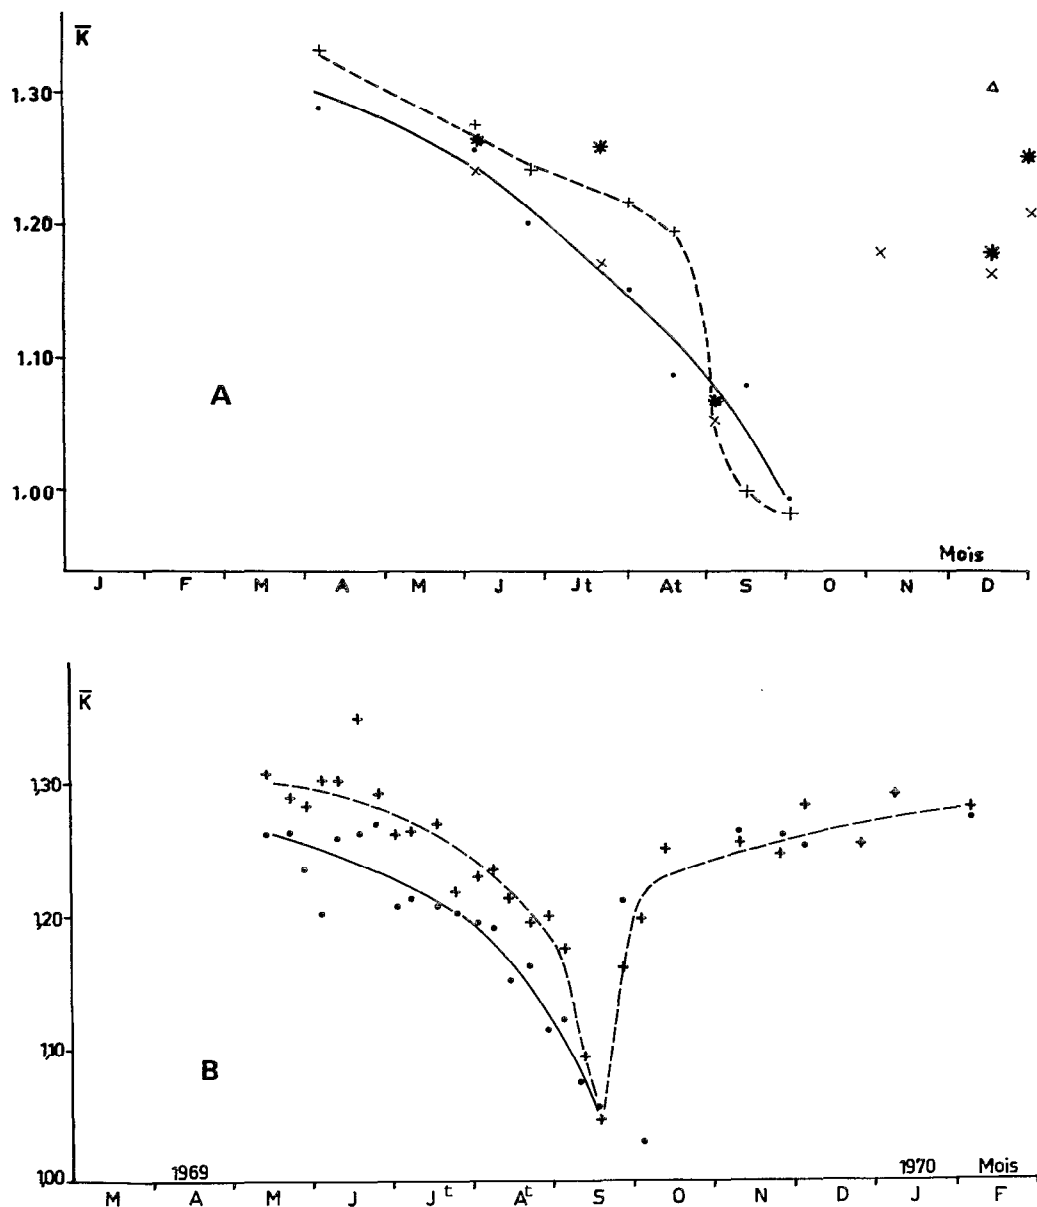 K̅
1.30
1.20
1.10
A
1.00
Mois
J F M A M J Jt At S O N D
K̅
1,30
1,20
1,10
B
1,00
1969
1970 Mois
M A M J Jt At S O N D J F